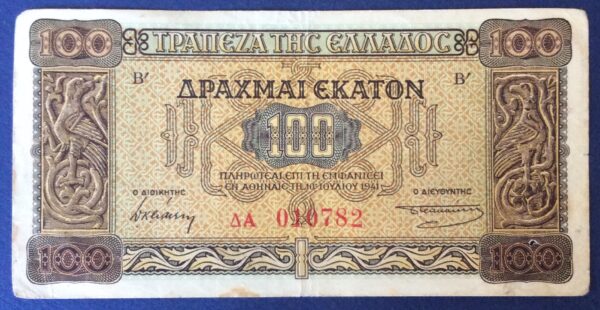 100 ΤΡΑΠΕΖΑ ΤΗΣ ΕΛΛΑΔΟΣ 100
Β' Β'
ΔΡΑΧΜΑΙ ΕΚΑΤΟΝ
100
ΠΛΗΡΩΤΕΑΙ ΕΠΙ ΤΗ ΕΜΦΑΝΙΣΕΙ
ΕΝ ΑΘΗΝΑΙΣ ΤΗ 10Η ΙΟΥΛΙΟΥ 1941
Ο ΔΙΟΙΚΗΤΗΣ Ο ΔΙΕΥΘΥΝΤΗΣ
ΔΑ 010782
100 100